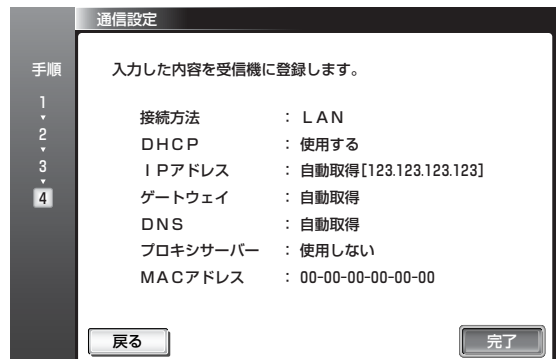 通信設定
手順
1
2
3
4
入力した内容を受信機に登録します。
接続方法 : LAN
DHCP : 使用する
IPアドレス : 自動取得[123.123.123.123]
ゲートウェイ : 自動取得
DNS : 自動取得
プロキシサーバー : 使用しない
MACアドレス : 00-00-00-00-00-00
戻る
完了